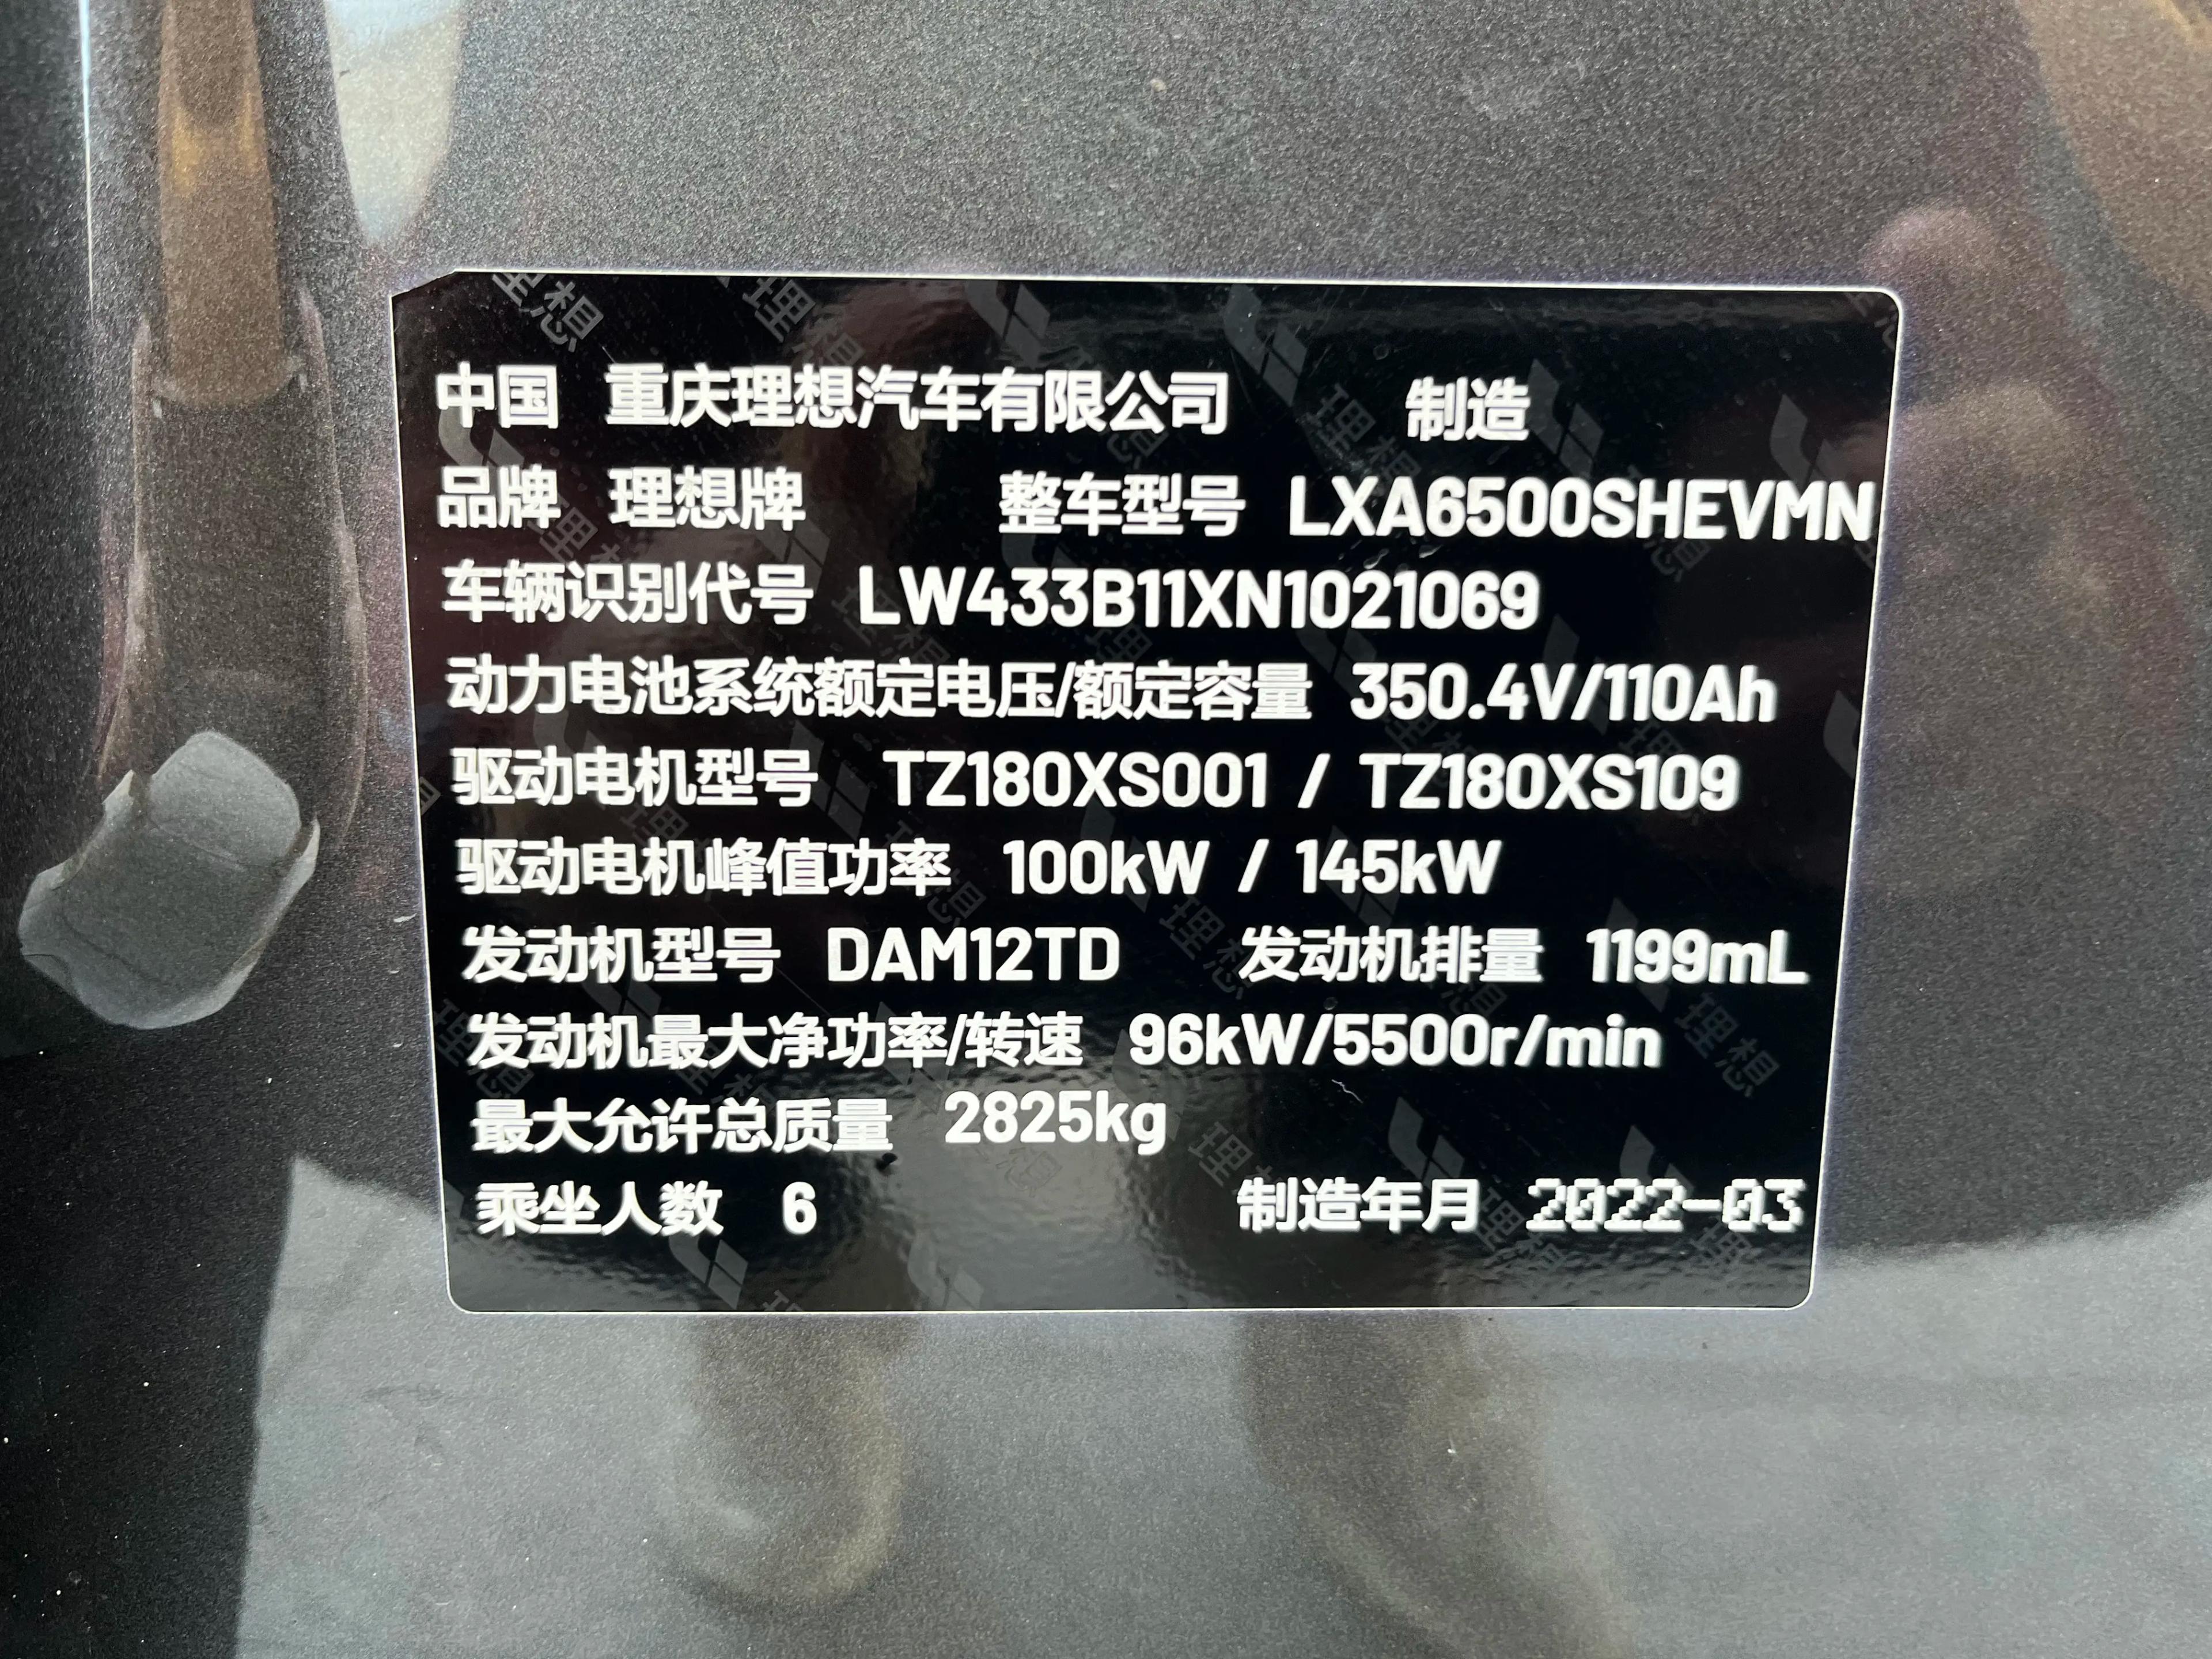 中国 重庆理想汽车有限公司 制造
品牌 理想牌 整车型号 LXA6500SHEVMN
车辆识别代号 LW433B11XN1021069
动力电池系统额定电压/额定容量 350.4V/110Ah
驱动电机型号 TZ180XS001 / TZ180XS109
驱动电机峰值功率 100kW / 145kW
发动机型号 DAM12TD 发动机排量 1199mL
发动机最大净功率/转速 96kW/5500r/min
最大允许总质量 2825kg
乘坐人数 6 制造年月 2022-03